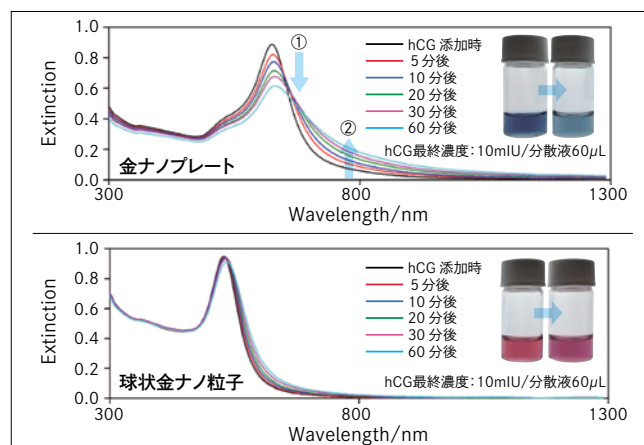 Extinction
1.0
0.8
0.6
0.4
0.2
0.0
①
②
hCG 添加時
5 分後
10 分後
20 分後
30 分後
60 分後
hCG最終濃度：10mIU/分散液60μL
金ナノプレート
300
800
1300
Wavelength/nm
Extinction
1.0
0.8
0.6
0.4
0.2
0.0
hCG 添加時
5 分後
10 分後
20 分後
30 分後
60 分後
hCG最終濃度：10mIU/分散液60μL
球状金ナノ粒子
300
800
1300
Wavelength/nm